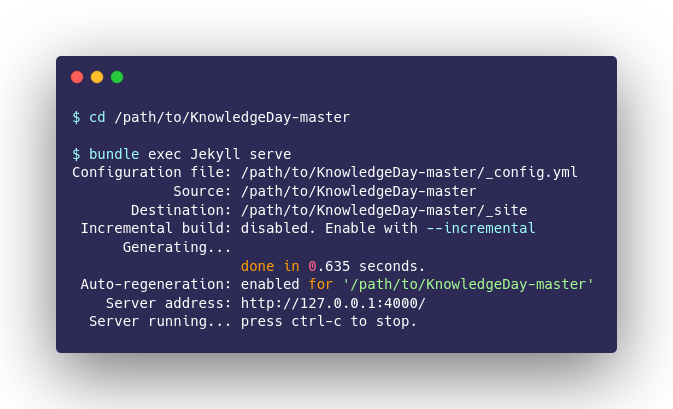 $ cd /path/to/KnowledgeDay-master
$ bundle exec Jekyll serve
Configuration file: /path/to/KnowledgeDay-master/_config.yml
Source: /path/to/KnowledgeDay-master
Destination: /path/to/KnowledgeDay-master/_site
Incremental build: disabled. Enable with --incremental
Generating...
done in 0.635 seconds.
Auto-regeneration: enabled for '/path/to/KnowledgeDay-master'
Server address: http://127.0.0.1:4000/
Server running... press ctrl-c to stop.